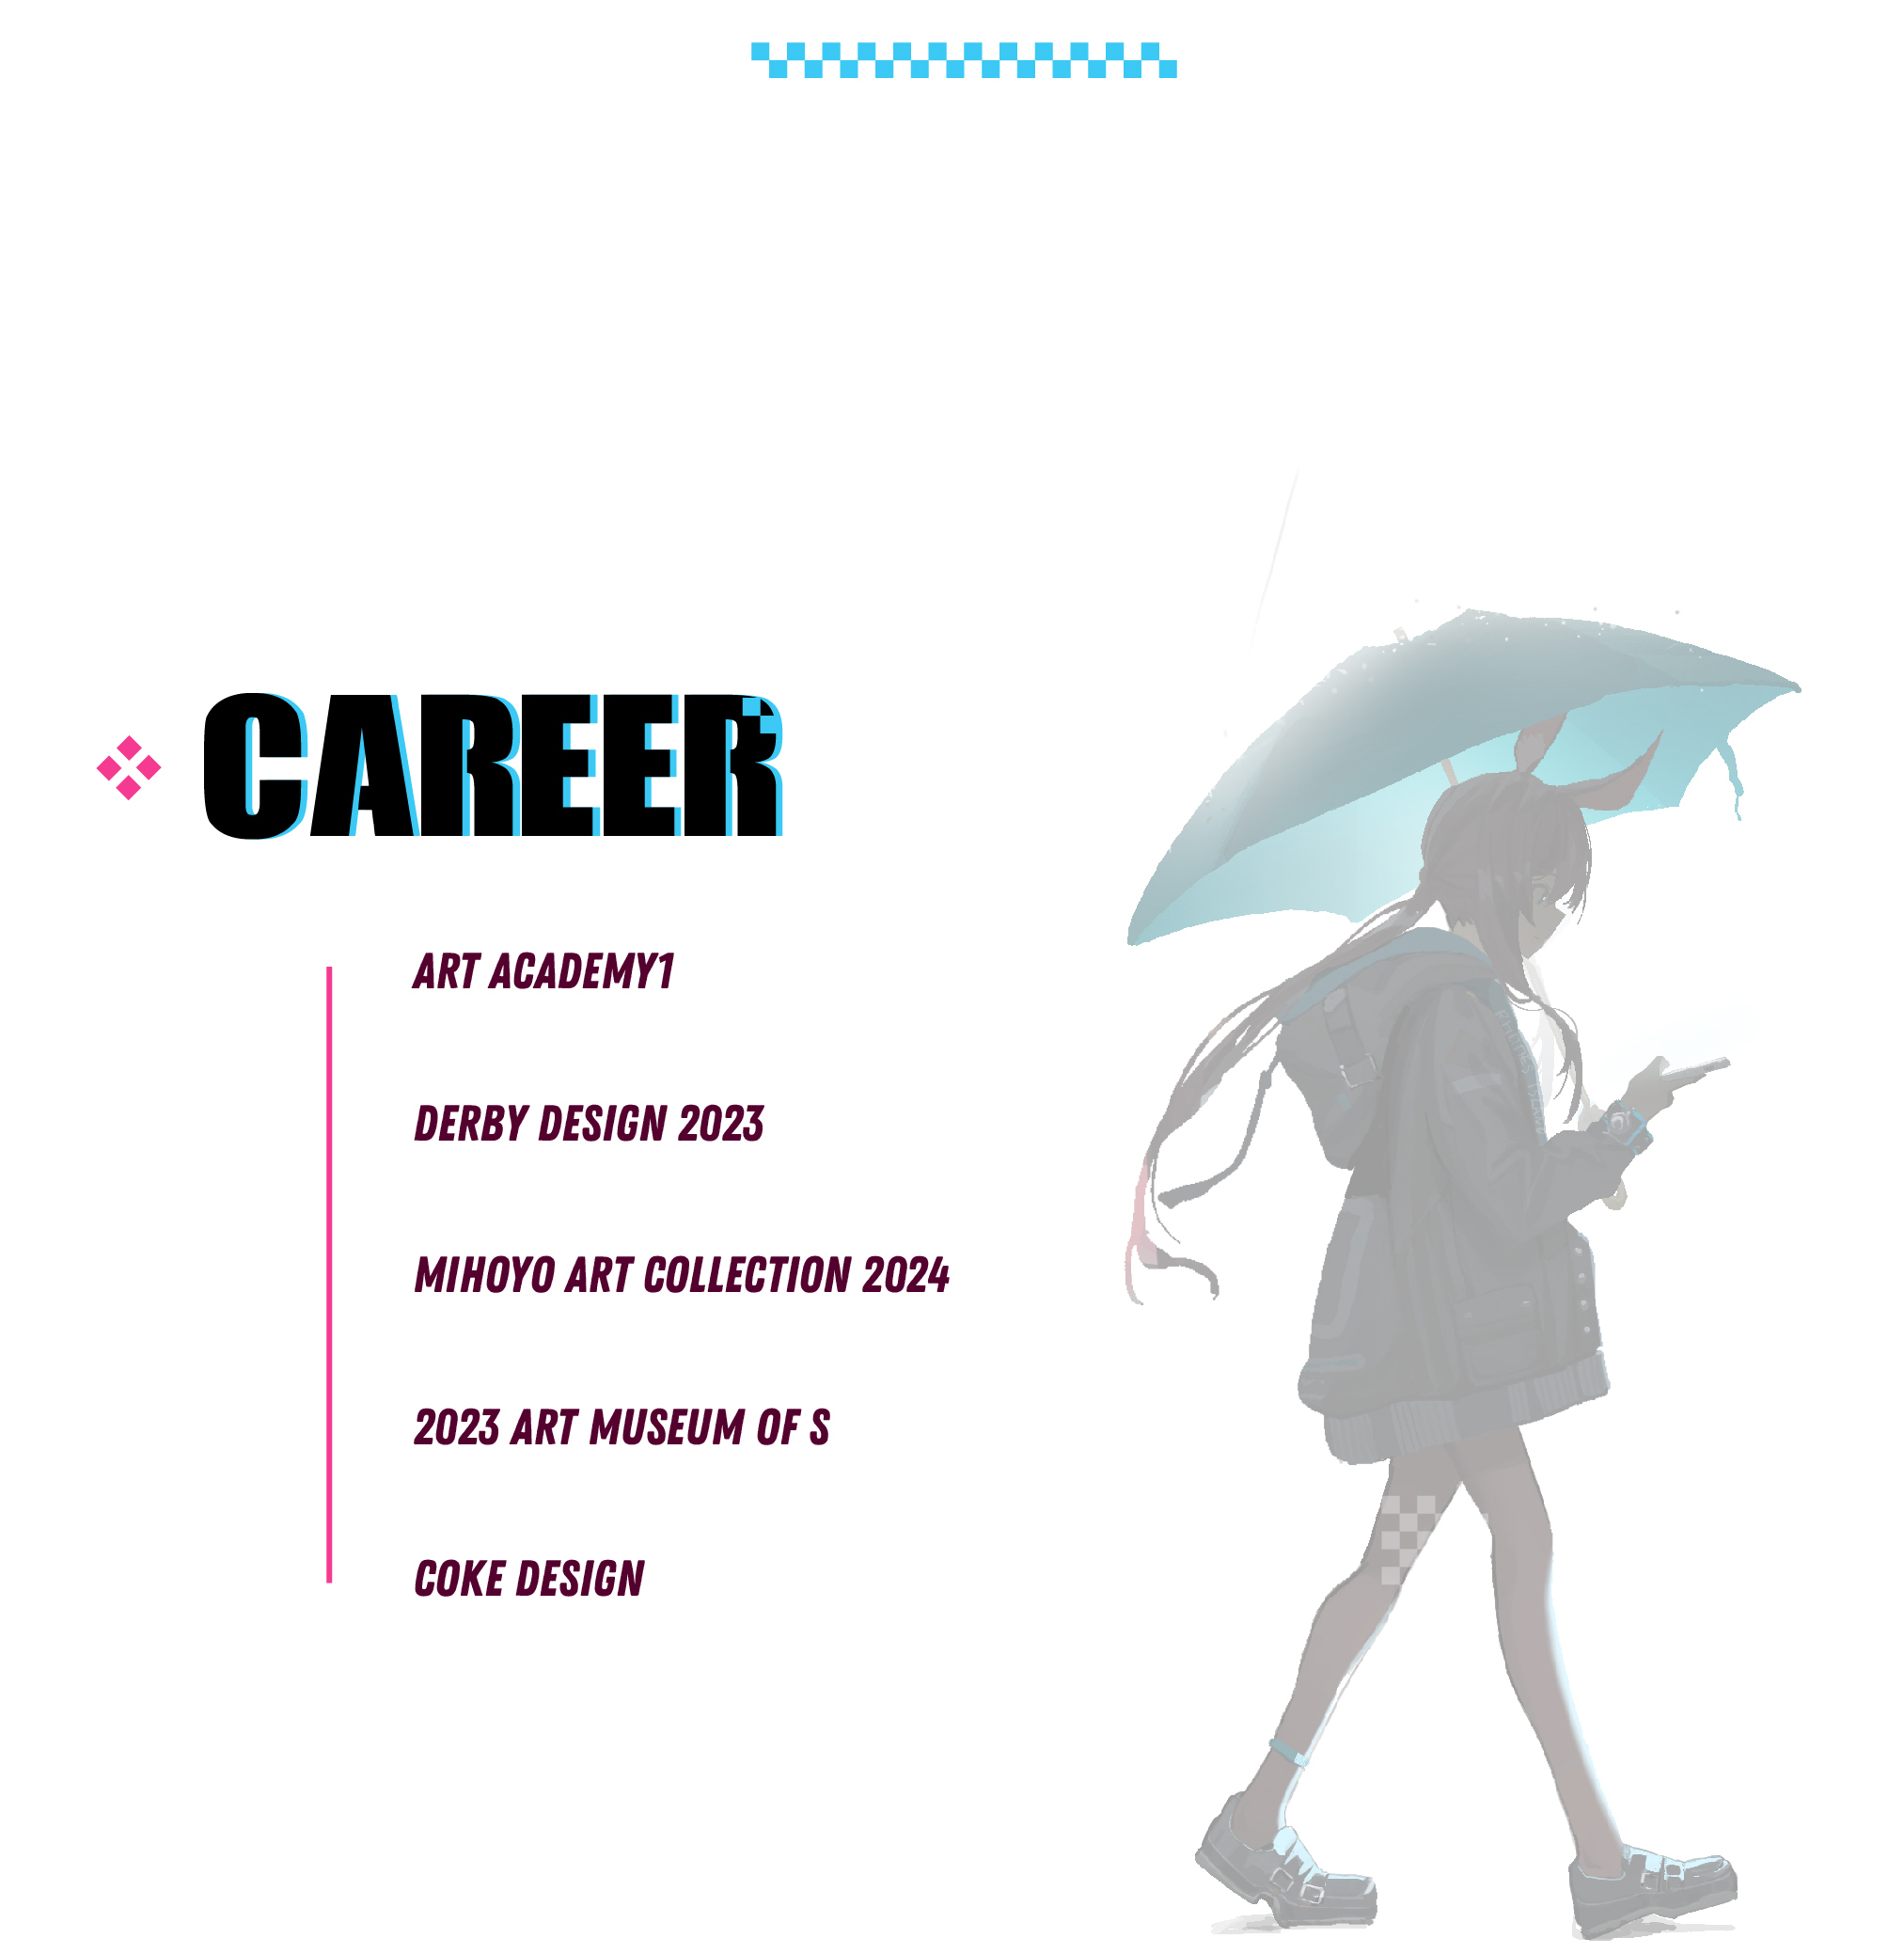 CAREER
ART ACADEMY1
DERBY DESIGN 2023
MIHOYO ART COLLECTION 2024
2023 ART MUSEUM OF S
COKE DESIGN